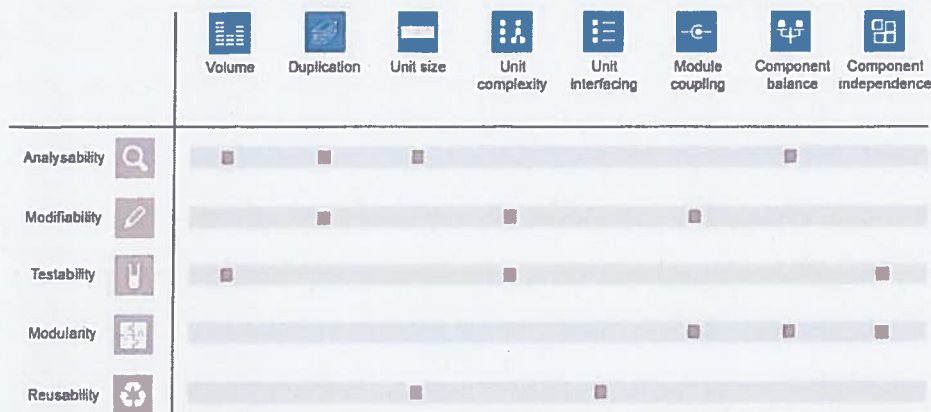 Volume
Duplication
Unit size
Unit
complexity
Unit
interfacing
Module
coupling
Component
balance
Component
independence
Analysability
Modifiability
Testability
Modularity
Reusability